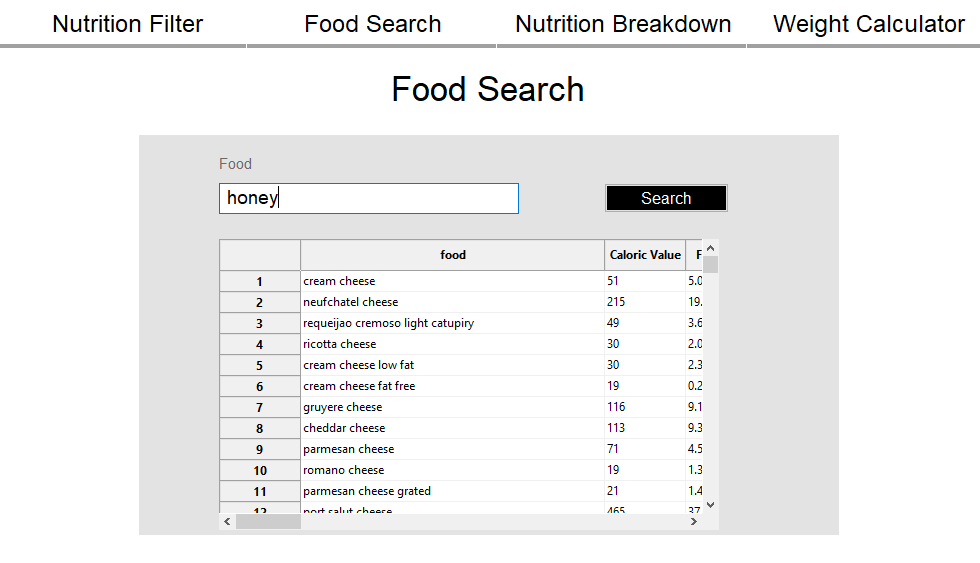 Nutrition Filter Food Search Nutrition Breakdown Weight Calculator
Food Search
Food
honey Search
food Caloric Value F
1 cream cheese 51 5.0
2 neufchatel cheese 215 19.
3 requeijao cremoso light catupiry 49 3.6
4 ricotta cheese 30 2.0
5 cream cheese low fat 30 2.3
6 cream cheese fat free 19 0.2
7 gruyere cheese 116 9.1
8 cheddar cheese 113 9.3
9 parmesan cheese 71 4.5
10 romano cheese 19 1.3
11 parmesan cheese grated 21 1.4
12 port salut cheese 465 37